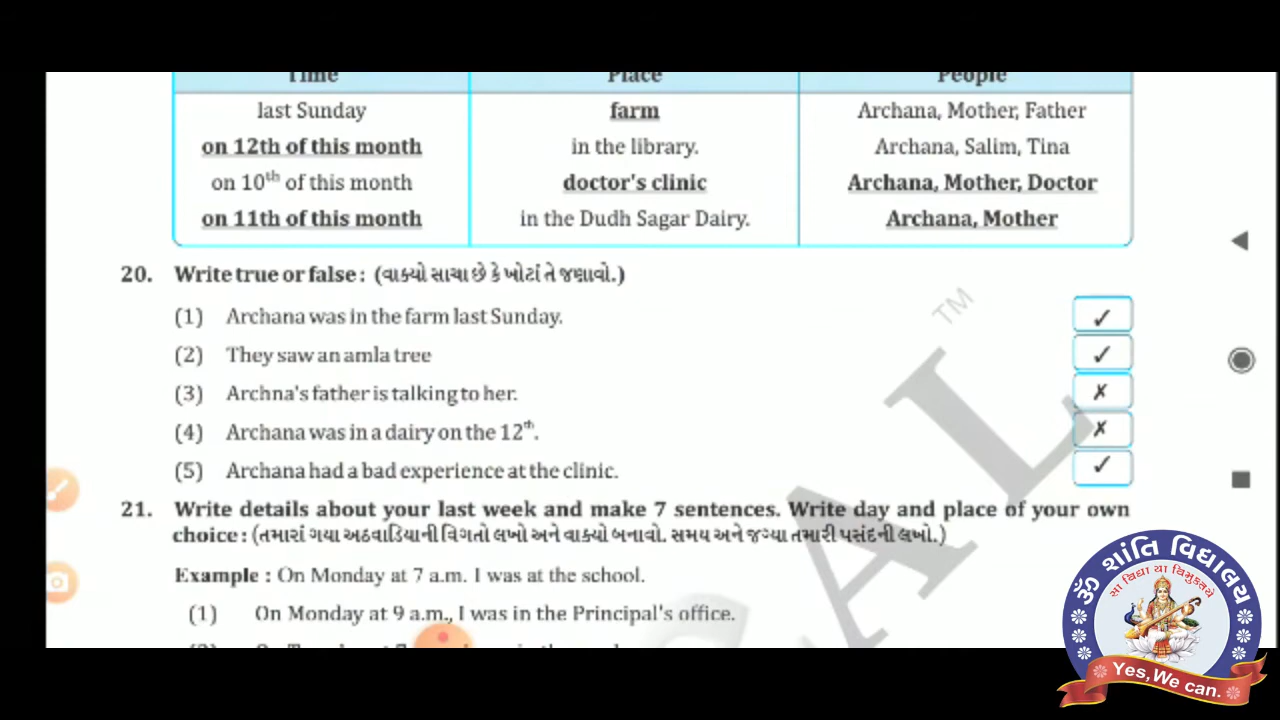 Time Place People
last Sunday farm Archana, Mother, Father
on 12th of this month in the library. Archana, Salim, Tina
on 10th of this month doctor's clinic Archana, Mother, Doctor
on 11th of this month in the Dudh Sagar Dairy. Archana, Mother
20. Write true or false : (વાક્યો સાચા છે કે ખોટાં તે જણાવો.)
(1) Archana was in the farm last Sunday. ✓
(2) They saw an amla tree ✓
(3) Archna's father is talking to her. ✗
(4) Archana was in a dairy on the 12th. ✗
(5) Archana had a bad experience at the clinic. ✓
21. Write details about your last week and make 7 sentences. Write day and place of your own
choice : (તમારાં ગયા અઠવાડિયાની વિગતો લખો અને વાક્યો બનાવો. સમય અને જગ્યા તમારી પસંદની લખો.)
Example : On Monday at 7 a.m. I was at the school.
(1) On Monday at 9 a.m., I was in the Principal's office.
TM
ૐ શાંતિ વિદ્યાલય
સા વિદ્યા યા વિમુક્તયે
Yes,We can.